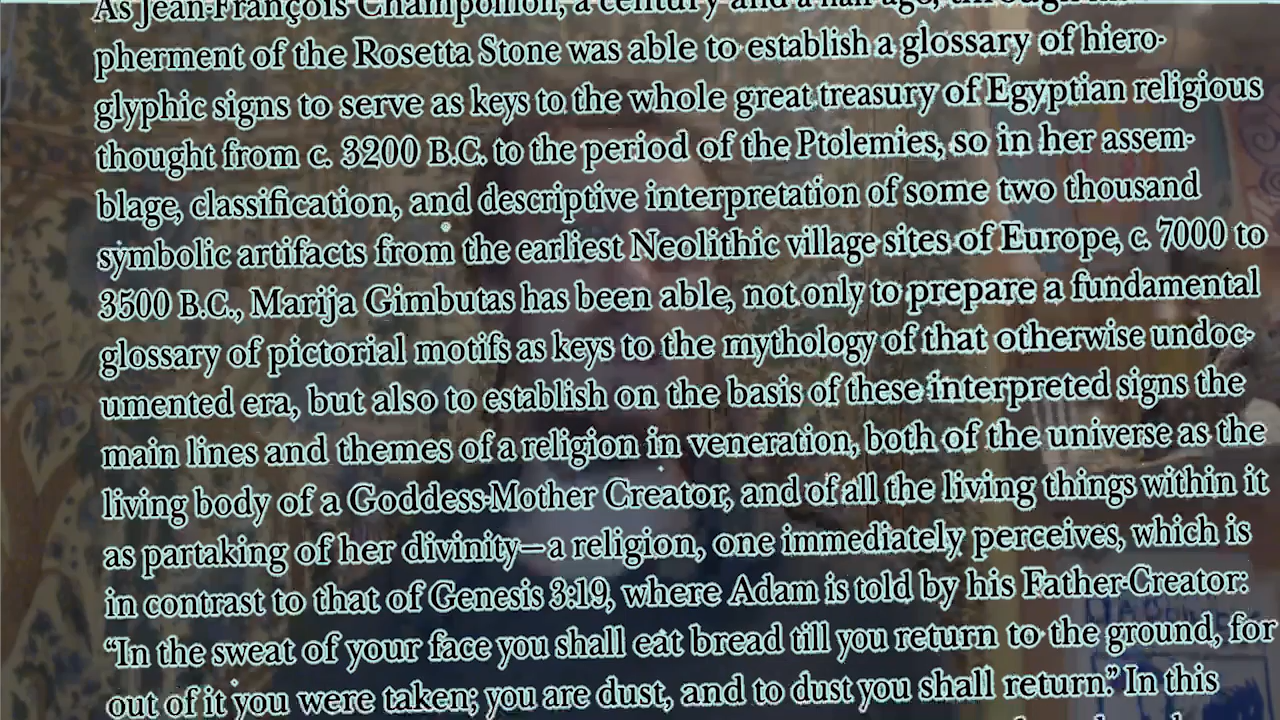 As Jean-François Champollion, a century and a half ago, through
pherment of the Rosetta Stone was able to establish a glossary of hiero-
glyphic signs to serve as keys to the whole great treasury of Egyptian religious
thought from c. 3200 B.C. to the period of the Ptolemies, so in her assem-
blage, classification, and descriptive interpretation of some two thousand
symbolic artifacts from the earliest Neolithic village sites of Europe, c. 7000 to
3500 B.C., Marija Gimbutas has been able, not only to prepare a fundamental
glossary of pictorial motifs as keys to the mythology of that otherwise undoc-
umented era, but also to establish on the basis of these interpreted signs the
main lines and themes of a religion in veneration, both of the universe as the
living body of a Goddess-Mother Creator, and of all the living things within it
as partaking of her divinity—a religion, one immediately perceives, which is
in contrast to that of Genesis 3:19, where Adam is told by his Father-Creator:
“In the sweat of your face you shall eat bread till you return to the ground, for
out of it you were taken; you are dust, and to dust you shall return.” In this